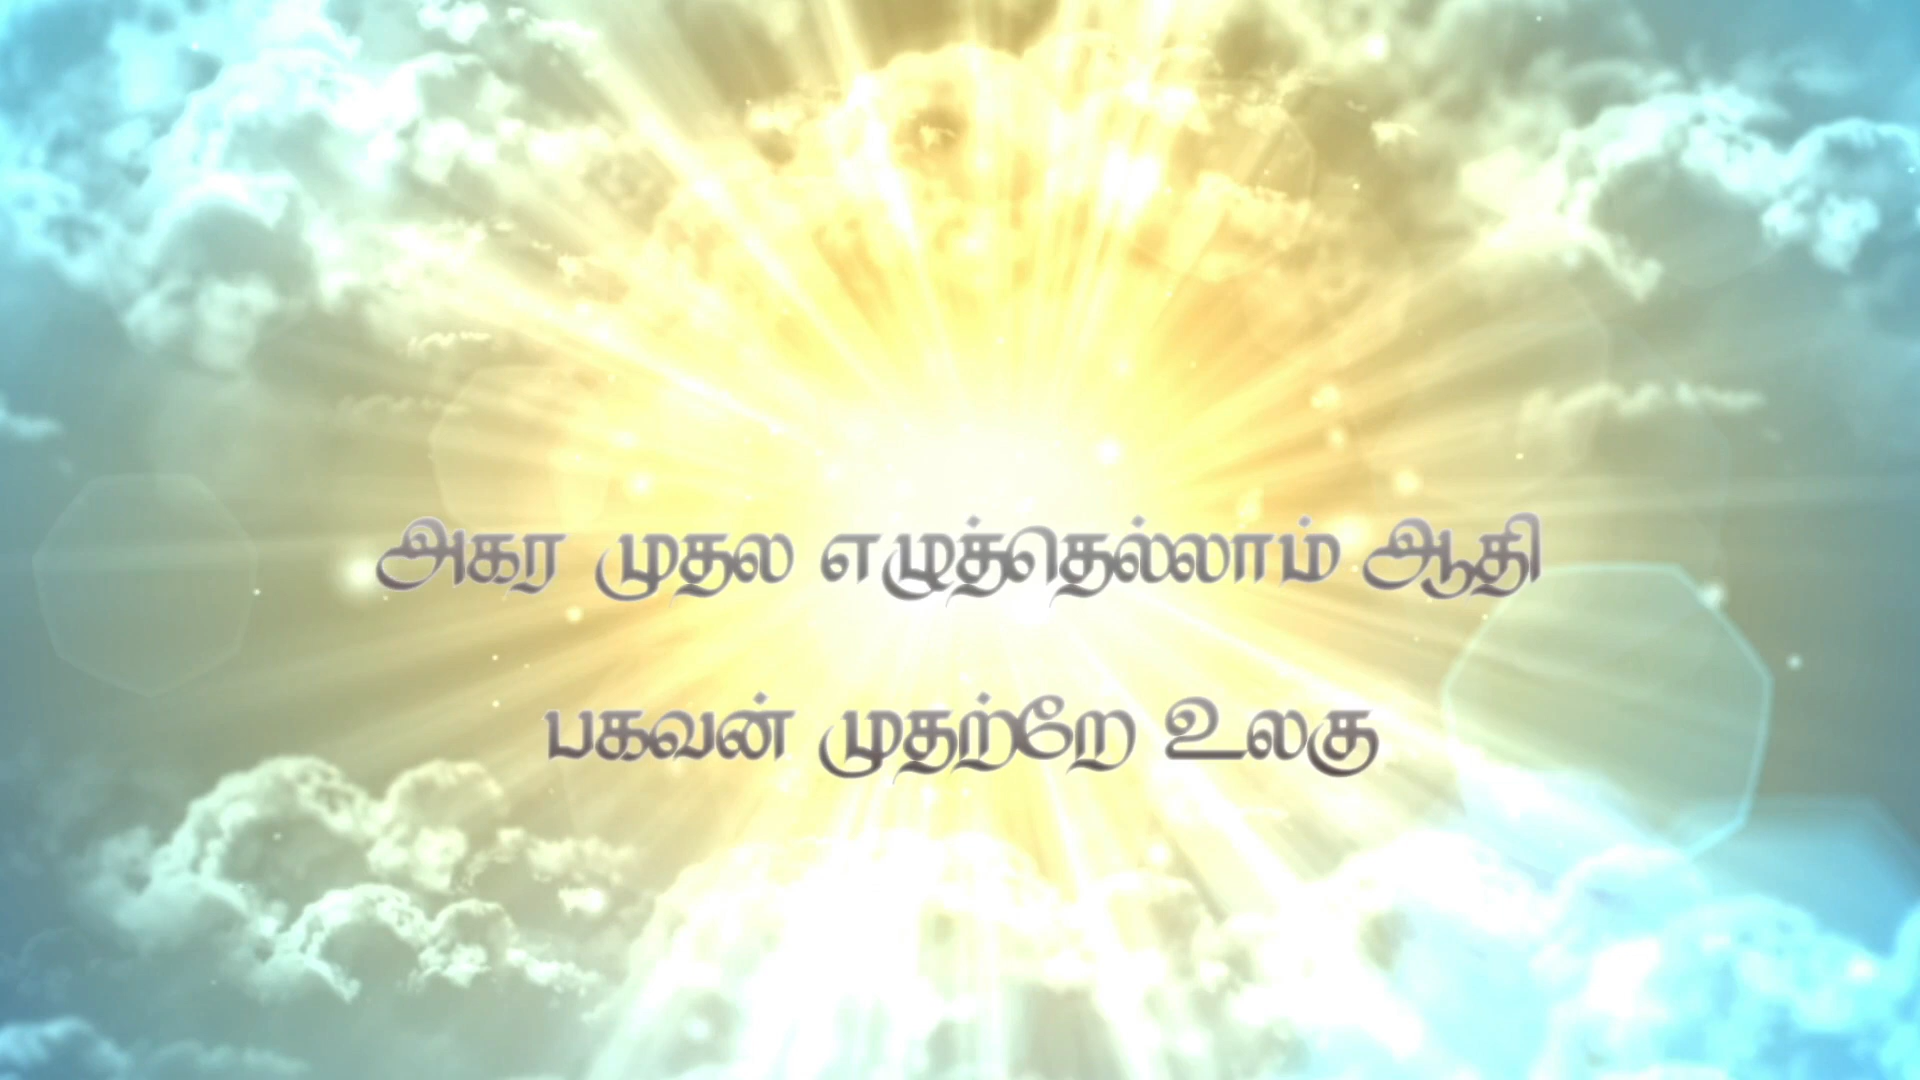 அகர முதல எழுத்தெல்லாம் ஆதி
பகவன் முதற்றே உலகு